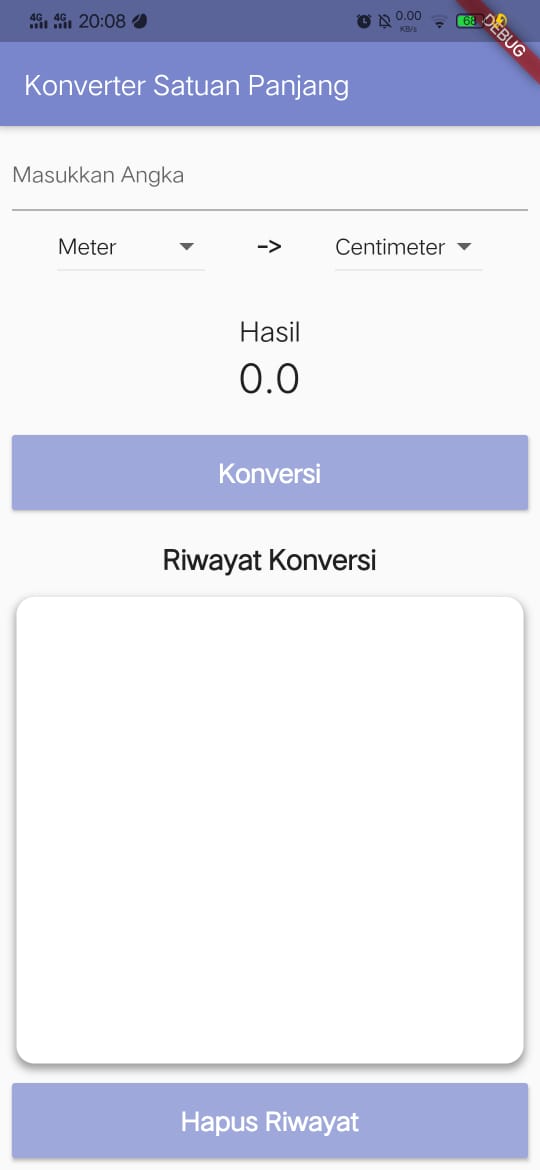 4G 4G 20:08 0.00 KB/s 68
DEBUG
Konverter Satuan Panjang
Masukkan Angka
Meter -> Centimeter
Hasil
0.0
Konversi
Riwayat Konversi
Hapus Riwayat